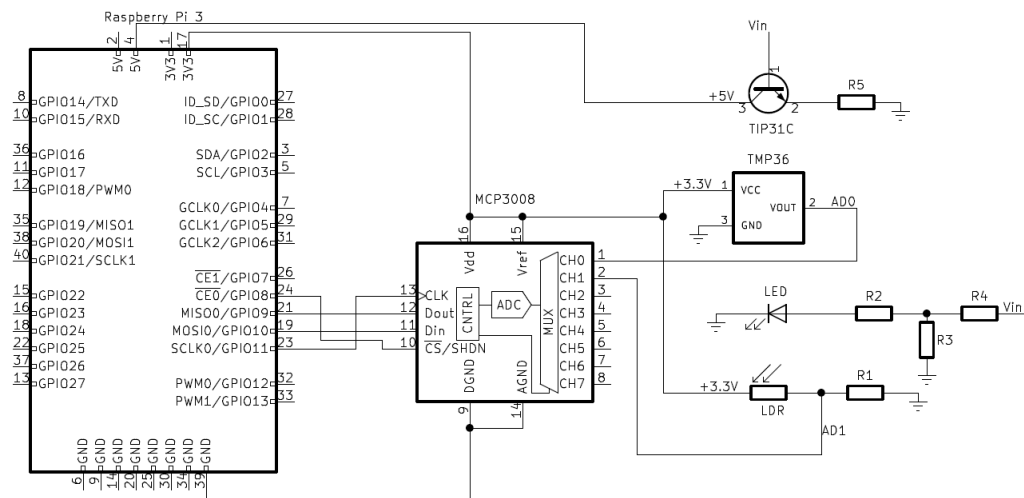 Raspberry Pi 3
2 4 1 17
5V 5V 3V3 3V3
8 GPIO14/TXD ID_SD/GPIO0 27
10 GPIO15/RXD ID_SC/GPIO1 28
36 GPIO16 SDA/GPIO2 3
11 GPIO17 SCL/GPIO3 5
12 GPIO18/PWM0
GCLK0/GPIO4 7
35 GPIO19/MISO1 GCLK1/GPIO5 29
38 GPIO20/MOSI1 GCLK2/GPIO6 31
40 GPIO21/SCLK1
CE1/GPIO7 26
15 GPIO22 CE0/GPIO8 24
16 GPIO23 MISO0/GPIO9 21
18 GPIO24 MOSI0/GPIO10 19
22 GPIO25 SCLK0/GPIO11 23
37 GPIO26
13 GPIO27 PWM0/GPIO12 32
PWM1/GPIO13 33
GND GND GND GND GND GND GND GND
6 9 14 20 25 30 34 39
MCP3008
16 15
Vdd Vref
CH0 1
CH1 2
13 CLK CH2 3
12 Dout CH3 4
11 Din CH4 5
10 CS/SHDN CH5 6
CH6 7
CH7 8
CNTRL ADC MUX
DGND AGND
9 14
Vin
1
+5V 3 2 R5
TIP31C
TMP36
+3.3V 1 VCC
VOUT 2 AD0
3 GND
LED R2 R4 Vin
R3
+3.3V LDR R1
AD1